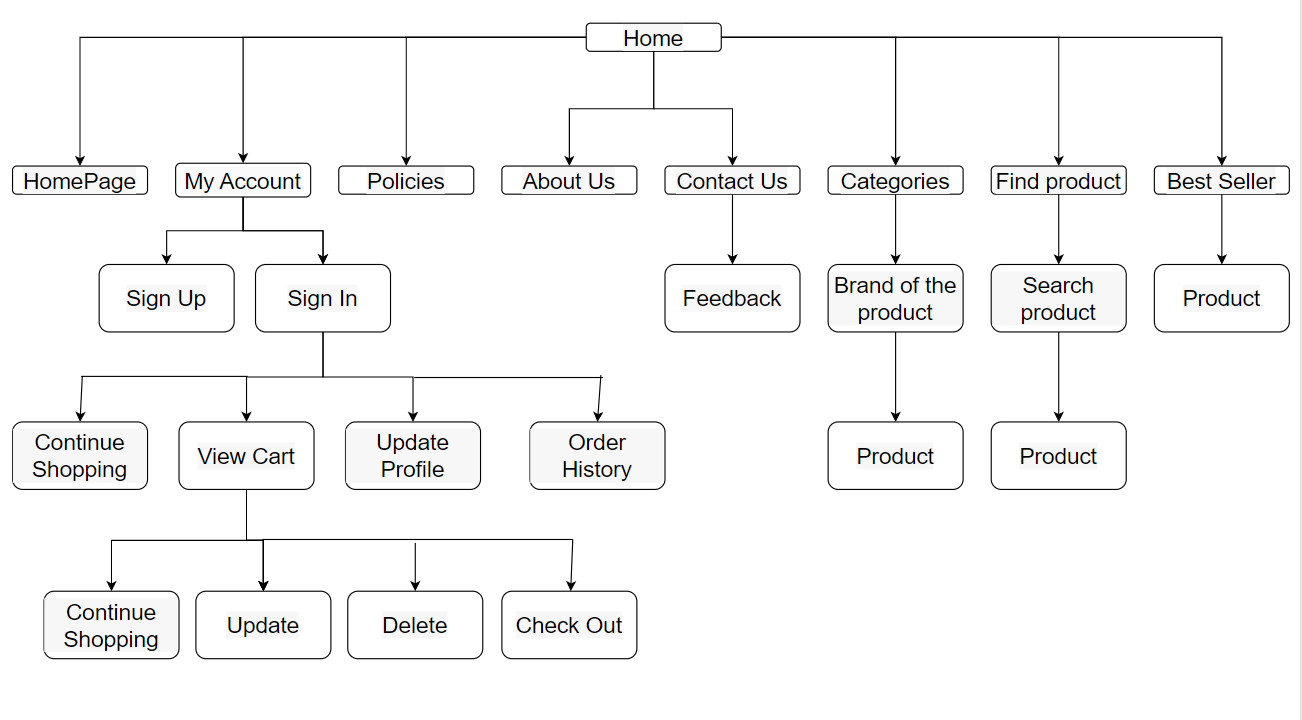 Home
HomePage
My Account
Policies
About Us
Contact Us
Categories
Find product
Best Seller
Sign Up
Sign In
Feedback
Brand of the
product
Search
product
Product
Continue
Shopping
View Cart
Update
Profile
Order
History
Product
Product
Continue
Shopping
Update
Delete
Check Out